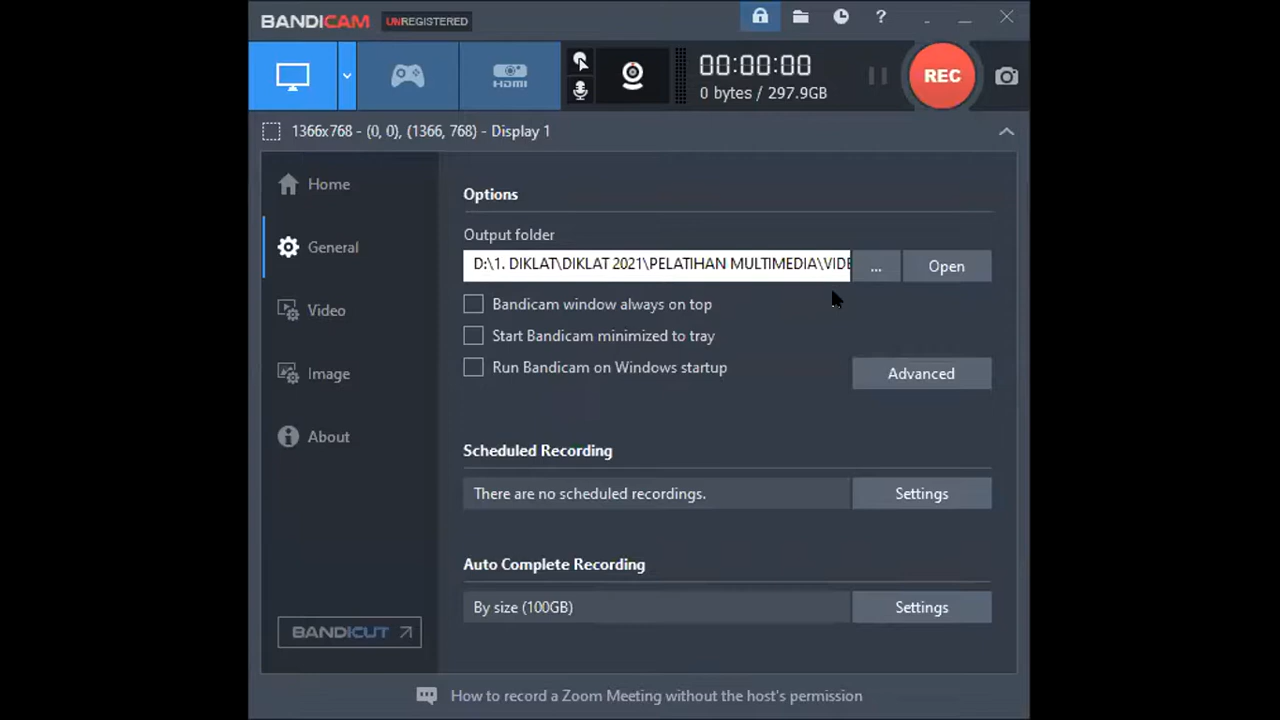 BANDICAM UNREGISTERED
?
HDMI
00:00:00
0 bytes / 297.9GB
REC
1366x768 - (0, 0), (1366, 768) - Display 1
Home
General
Video
Image
About
BANDICUT
Options
Output folder
D:\1. DIKLAT\DIKLAT 2021\PELATIHAN MULTIMEDIA\VIDE
...
Open
Bandicam window always on top
Start Bandicam minimized to tray
Run Bandicam on Windows startup
Advanced
Scheduled Recording
There are no scheduled recordings.
Settings
Auto Complete Recording
By size (100GB)
Settings
How to record a Zoom Meeting without the host's permission